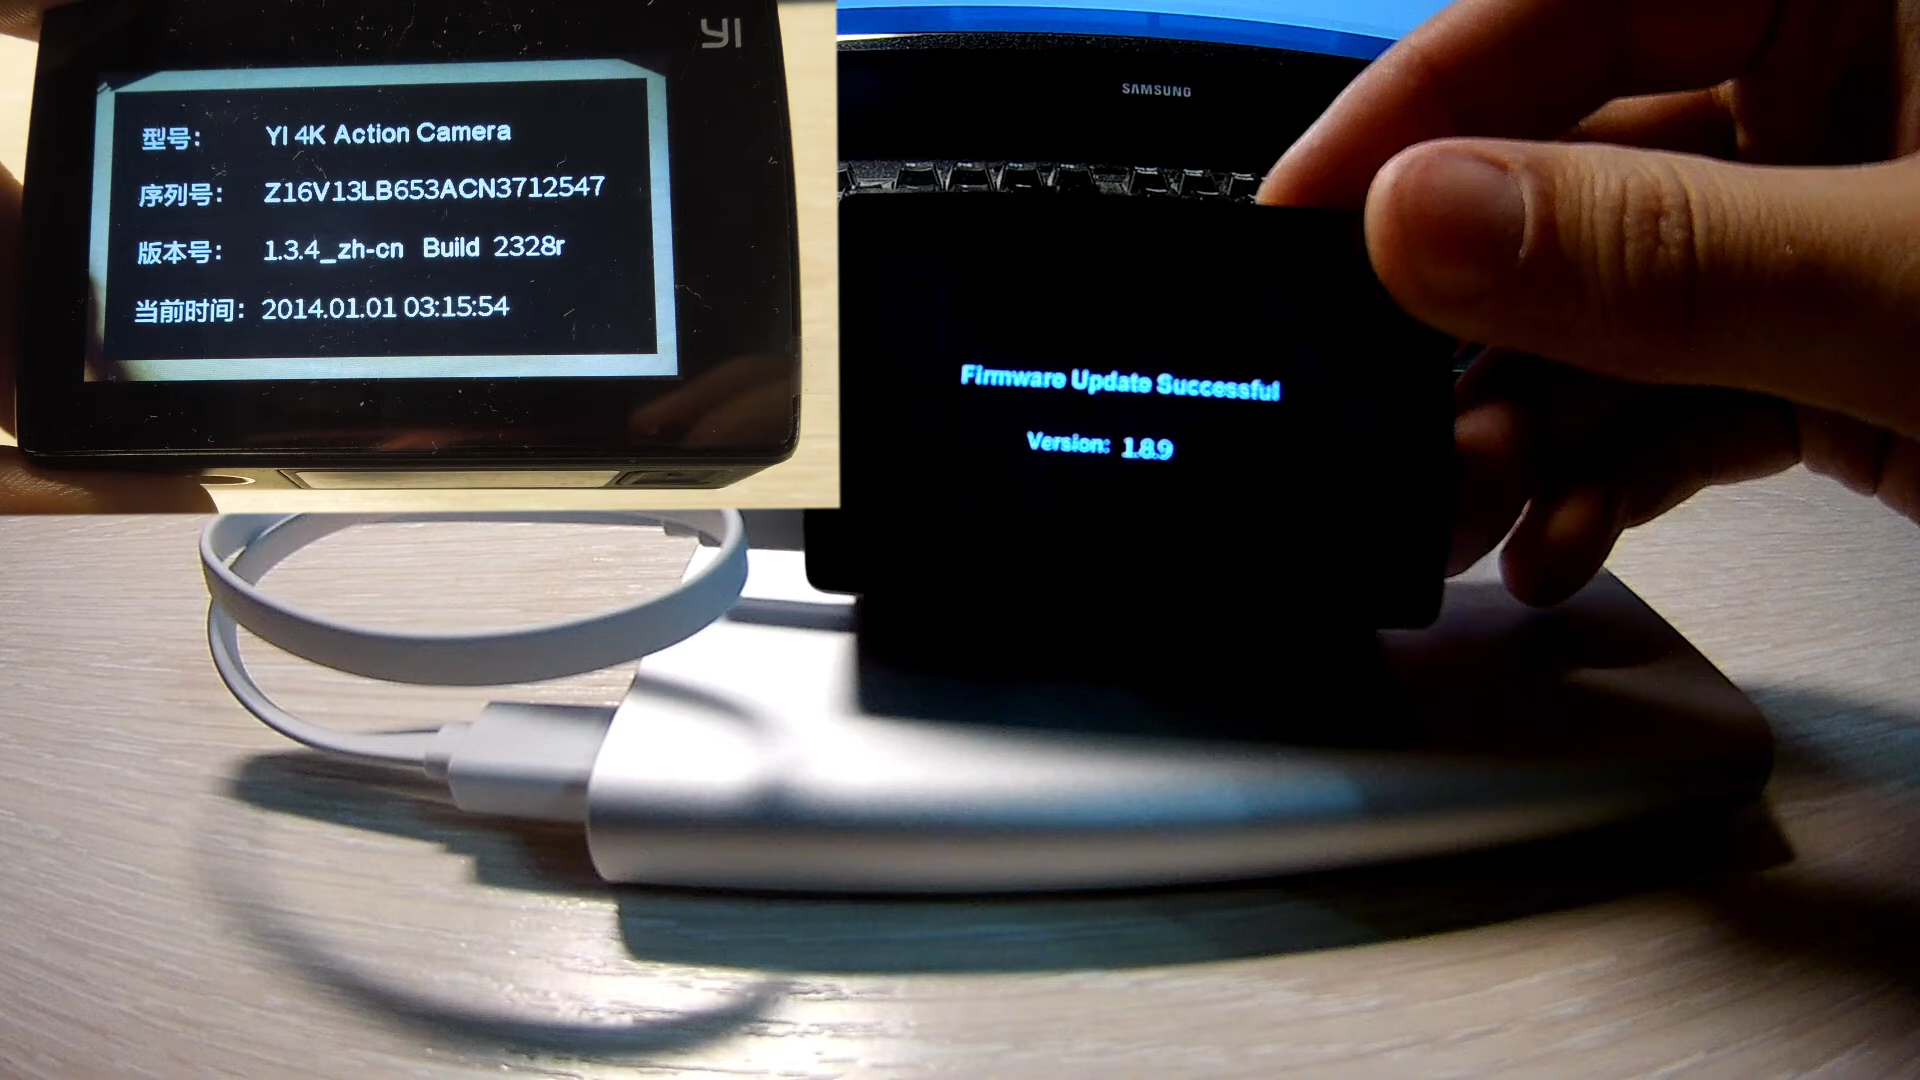 YI
型号： YI 4K Action Camera
序列号： Z16V13LB653ACN3712547
版本号： 1.3.4_zh-cn Build 2328r
当前时间： 2014.01.01 03:15:54
SAMSUNG
Firmware Update Successful
Version: 1.8.9